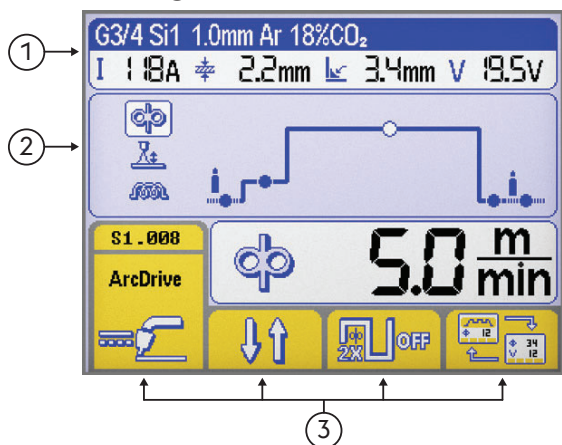 G3/4 Si1 1.0mm Ar 18%CO₂
I 118A 2.2mm 3.4mm V 19.5V
1
2
S1.008
ArcDrive
5.0 m/min
2X OFF
12
34
V 12
3